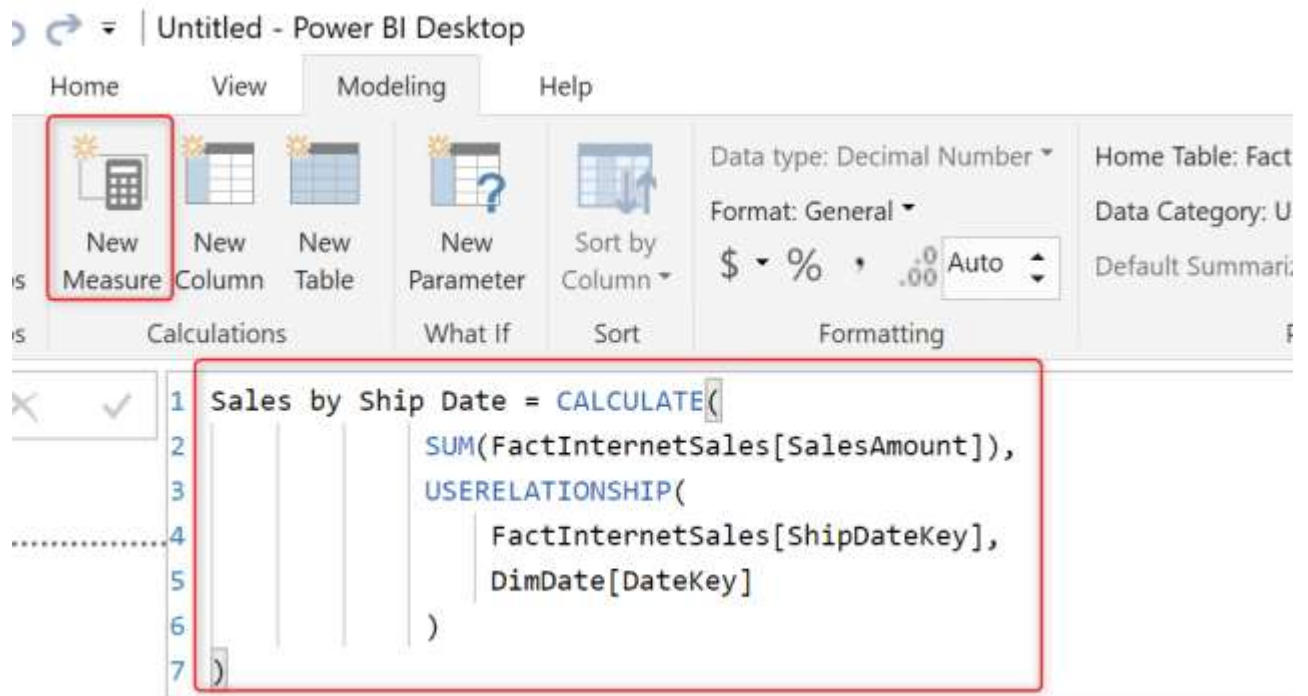 Untitled - Power BI Desktop
Home View Modeling Help
New Measure
New Column
New Table
New Parameter
Sort by Column
Data type: Decimal Number
Format: General
$ % , .00 Auto
Home Table: Fact
Data Category: U
Default Summariz
Calculations What If Sort Formatting
1 Sales by Ship Date = CALCULATE(
2 SUM(FactInternetSales[SalesAmount]),
3 USERELATIONSHIP(
4 FactInternetSales[ShipDateKey],
5 DimDate[DateKey]
6 )
7 )